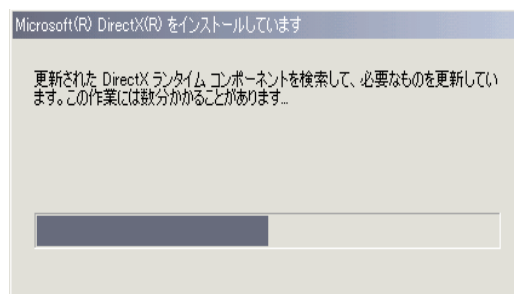 Microsoft(R) DirectX(R) をインストールしています
更新された DirectX ランタイム コンポーネントを検索して、必要なものを更新してい
ます。この作業には数分かかることがあります...